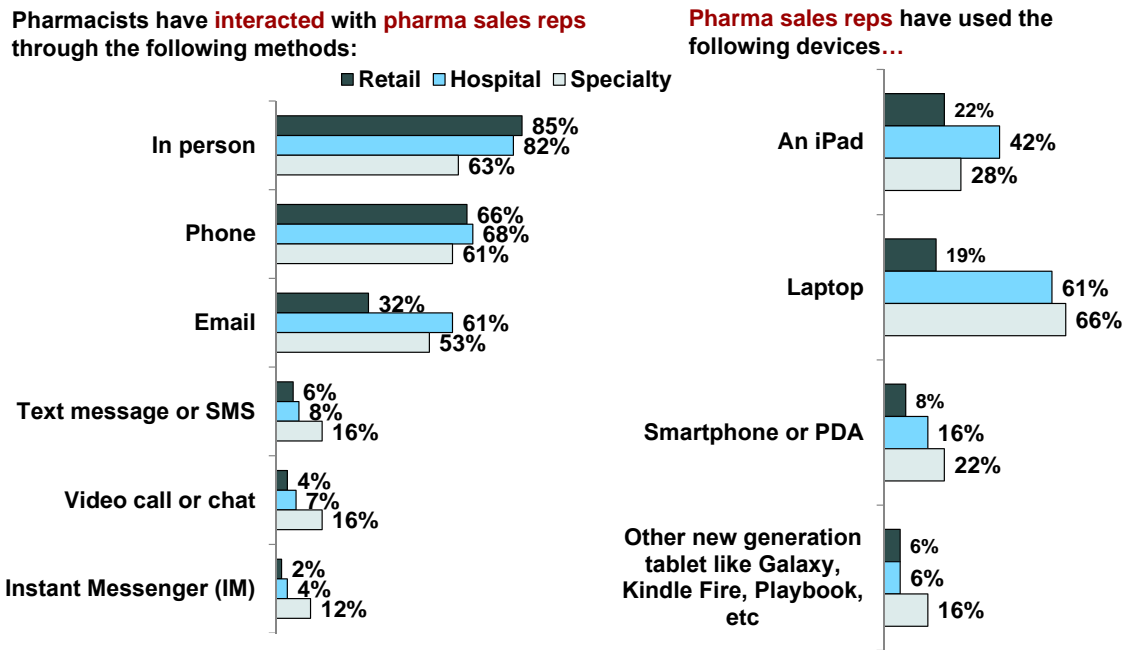 Pharmacists have interacted with pharma sales reps
through the following methods:
Retail Hospital Specialty
In person
85%
82%
63%
Phone
66%
68%
61%
Email
32%
61%
53%
Text message or SMS
6%
8%
16%
Video call or chat
4%
7%
16%
Instant Messenger (IM)
2%
4%
12%
Pharma sales reps have used the
following devices…
An iPad
22%
42%
28%
Laptop
19%
61%
66%
Smartphone or PDA
8%
16%
22%
Other new generation
tablet like Galaxy,
Kindle Fire, Playbook,
etc
6%
6%
16%